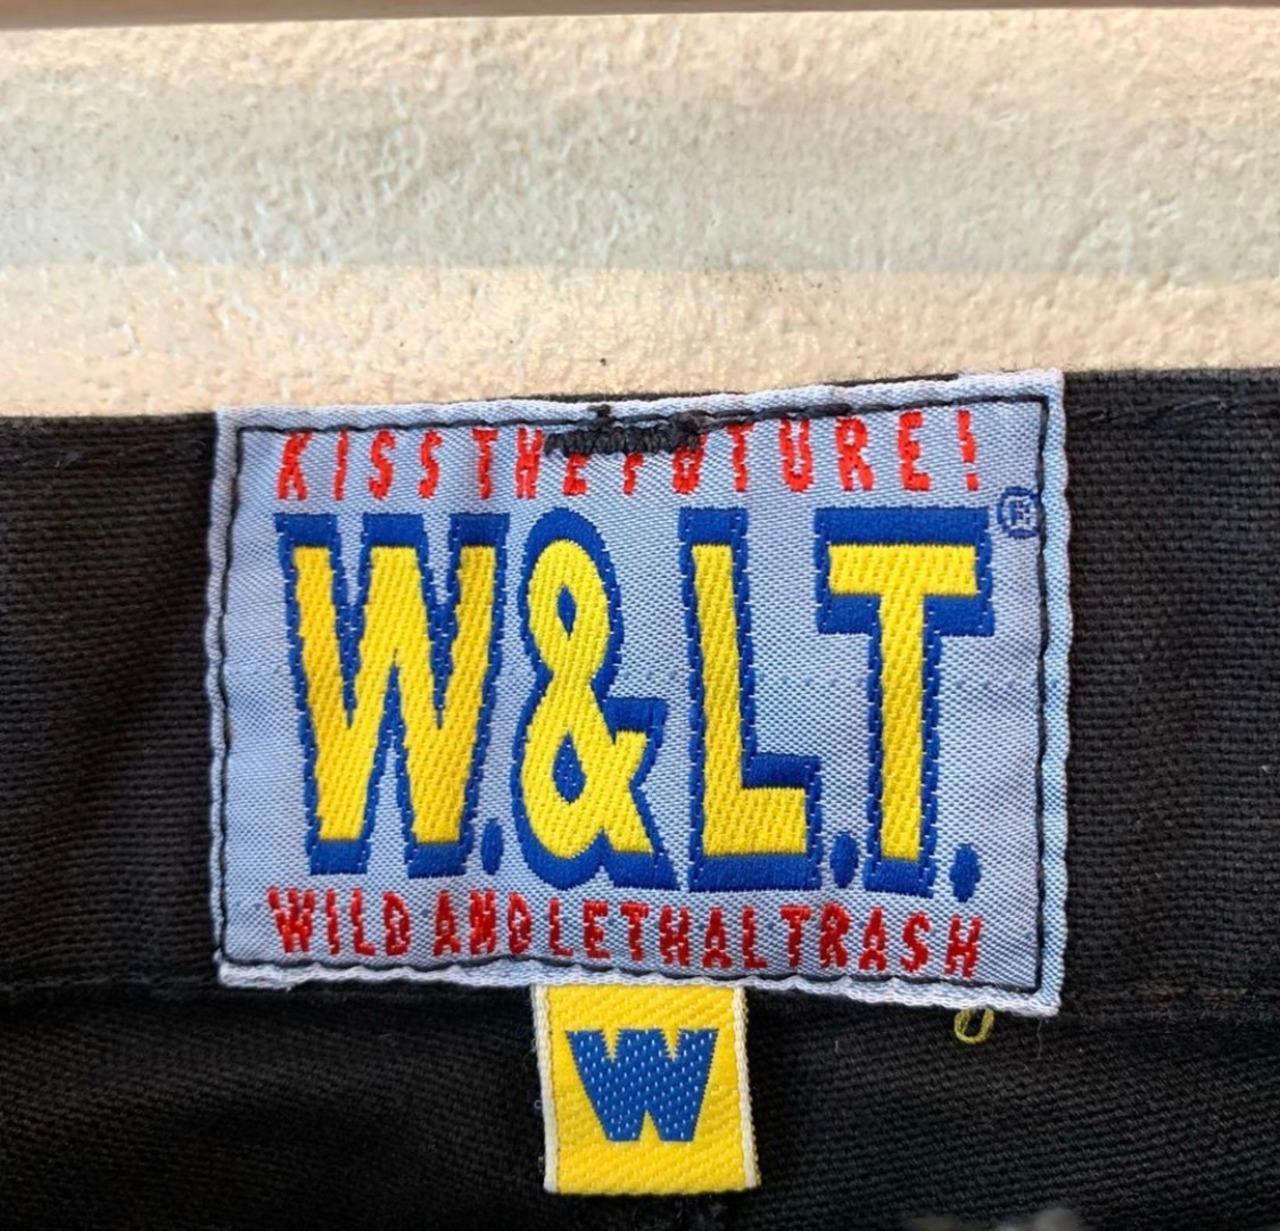 KISS THE FUTURE!
W.&L.T.®
WILD AND LETHAL TRASH
W